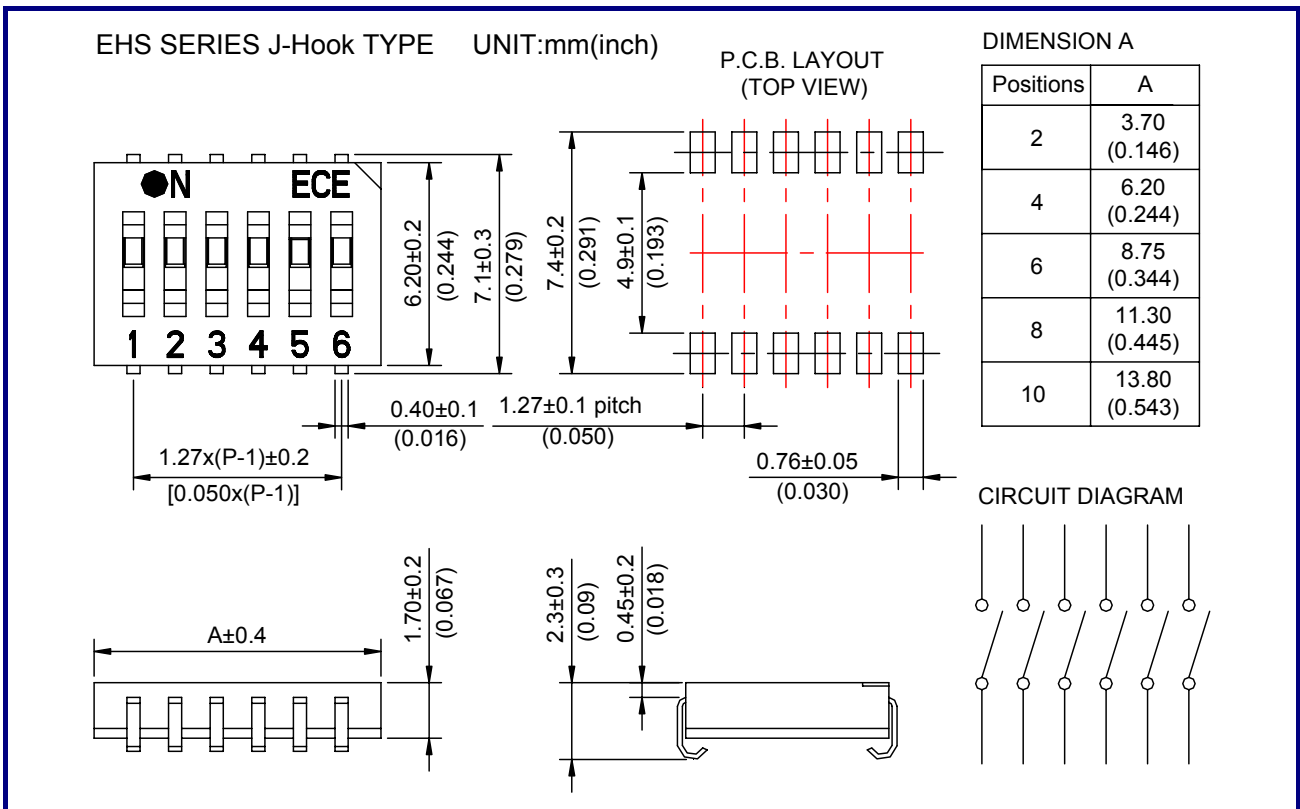 EHS SERIES J-Hook TYPE UNIT:mm(inch)
P.C.B. LAYOUT
(TOP VIEW)
DIMENSION A
Positions A
2 3.70
(0.146)
4 6.20
(0.244)
6 8.75
(0.344)
8 11.30
(0.445)
10 13.80
(0.543)
●N ECE
1 2 3 4 5 6
6.20±0.2
(0.244)
7.1±0.3
(0.279)
7.4±0.2
(0.291)
4.9±0.1
(0.193)
0.40±0.1
(0.016)
1.27±0.1 pitch
(0.050)
1.27x(P-1)±0.2
[0.050x(P-1)]
0.76±0.05
(0.030)
CIRCUIT DIAGRAM
A±0.4
1.70±0.2
(0.067)
2.3±0.3
(0.09)
0.45±0.2
(0.018)